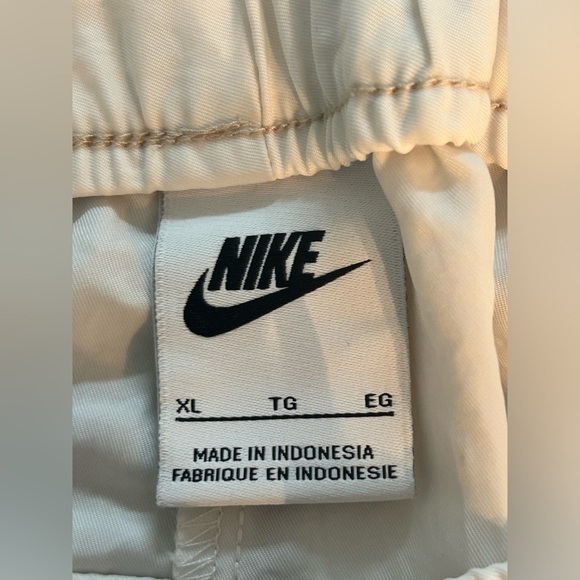 NIKE
XL TG EG
MADE IN INDONESIA
FABRIQUE EN INDONESIE